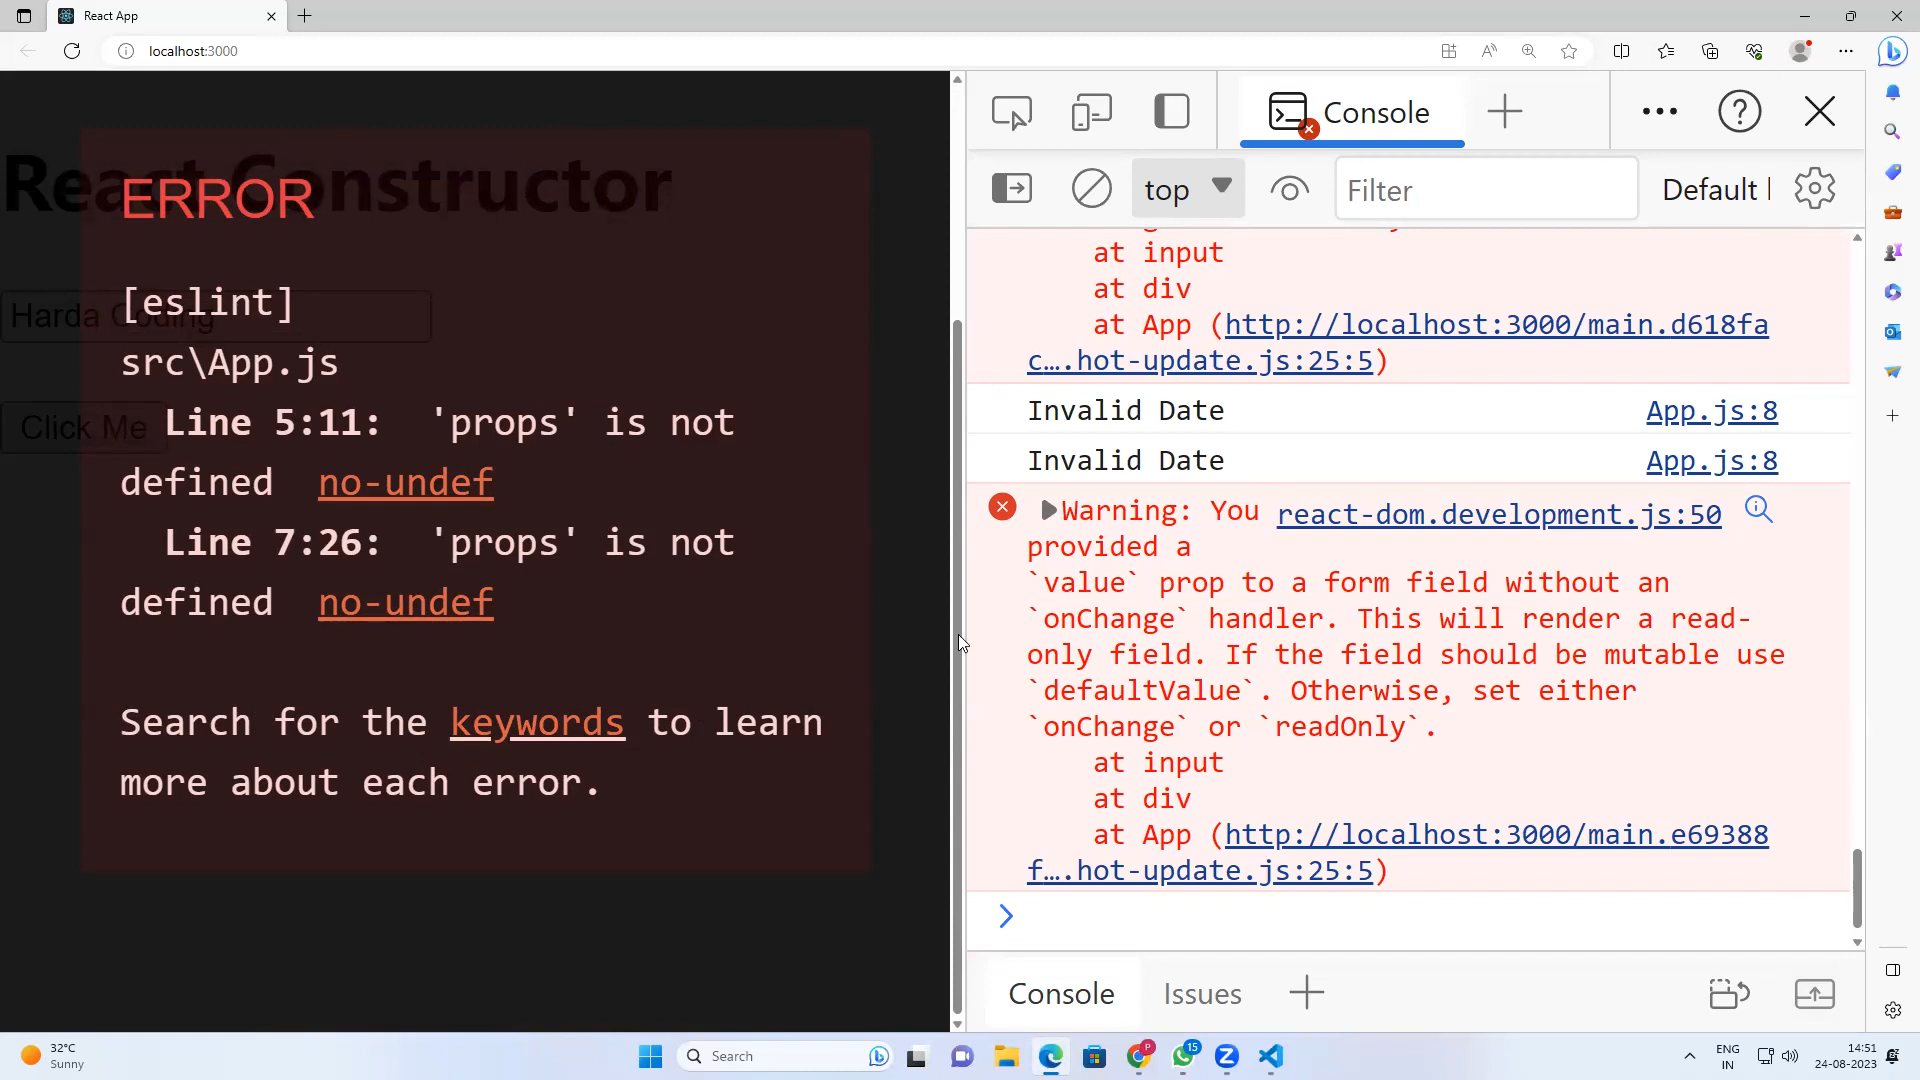 React App
localhost:3000
React Constructor
ERROR
[eslint]
Harda Coding
src\App.js
Click Me
Line 5:11: 'props' is not
defined no-undef
Line 7:26: 'props' is not
defined no-undef
Search for the keywords to learn
more about each error.
Console
top
Filter
Default
at input
at div
at App (http://localhost:3000/main.d618fa
c….hot-update.js:25:5)
Invalid Date App.js:8
Invalid Date App.js:8
Warning: You react-dom.development.js:50
provided a
`value` prop to a form field without an
`onChange` handler. This will render a read-
only field. If the field should be mutable use
`defaultValue`. Otherwise, set either
`onChange` or `readOnly`.
at input
at div
at App (http://localhost:3000/main.e69388
f….hot-update.js:25:5)
Console Issues
32°C
Sunny
Search
P
15
ENG
IN
14:51
24-08-2023